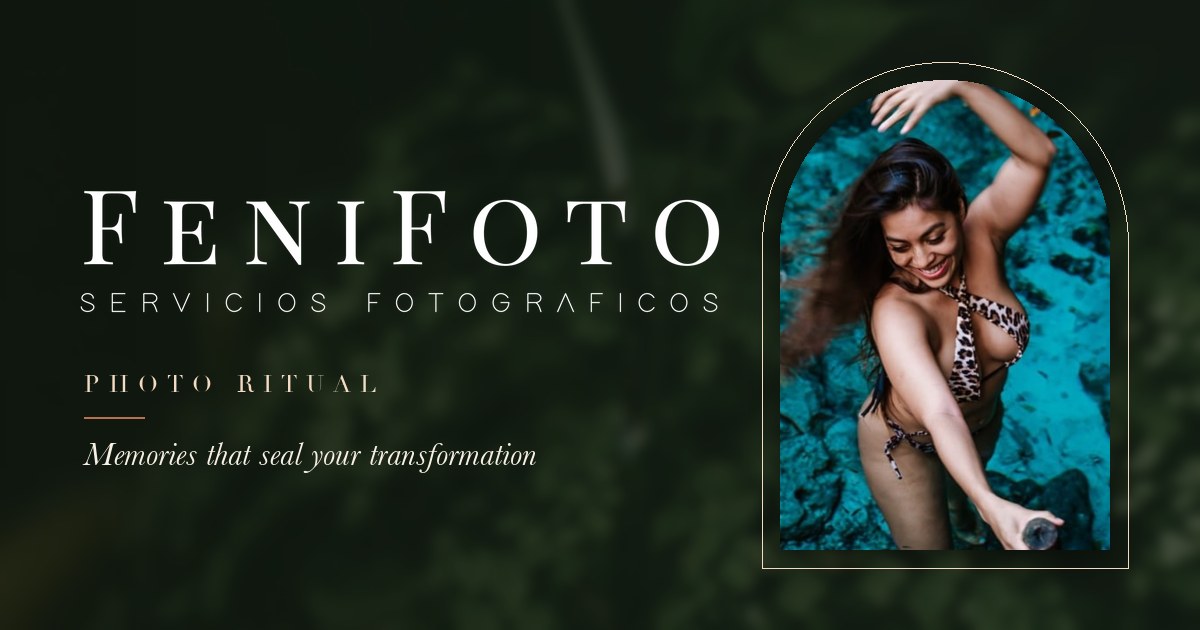 FENIFOTO
SERVICIOS FOTOGRAFICOS
PHOTO RITUAL
Memories that seal your transformation